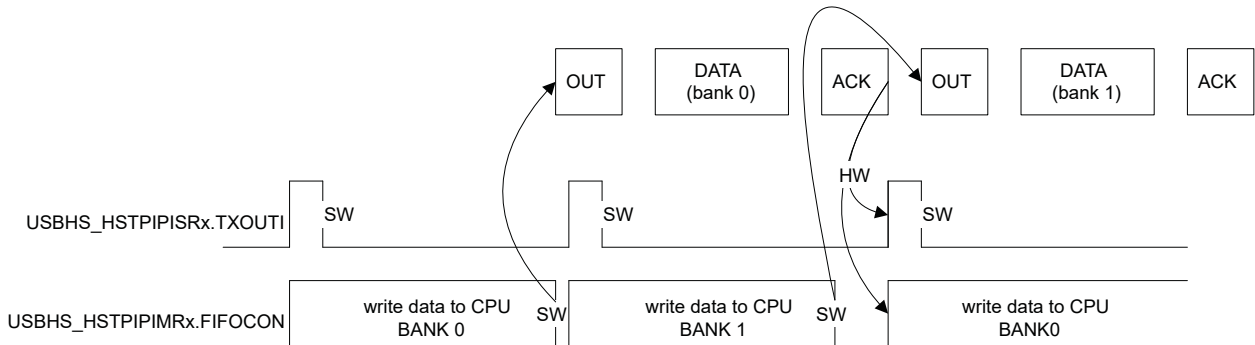 OUT
DATA
(bank 0)
ACK
OUT
DATA
(bank 1)
ACK
HW
USBHS_HSTPIPISRx.TXOUTI
SW
SW
SW
USBHS_HSTPIPIMRx.FIFOCON
write data to CPU
BANK 0
SW
write data to CPU
BANK 1
SW
write data to CPU
BANK0